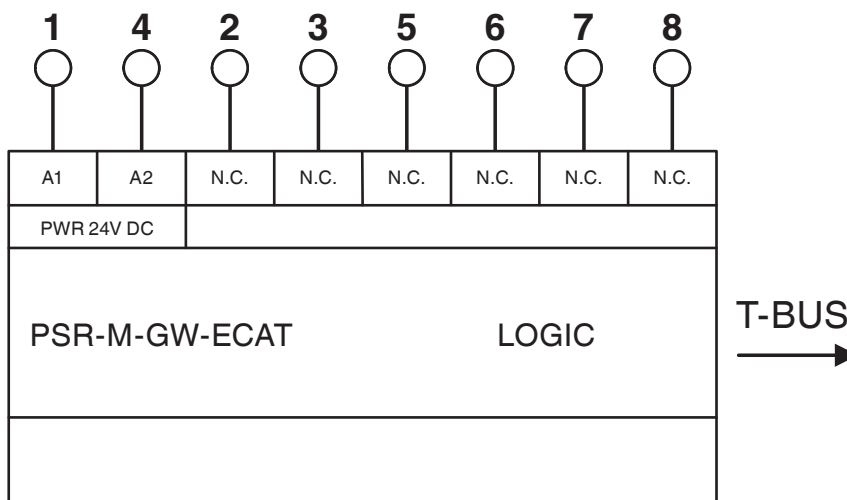 1 4 2 3 5 6 7 8
A1 A2 N.C. N.C. N.C. N.C. N.C. N.C.
PWR 24V DC
T-BUS
PSR-M-GW-ECAT LOGIC